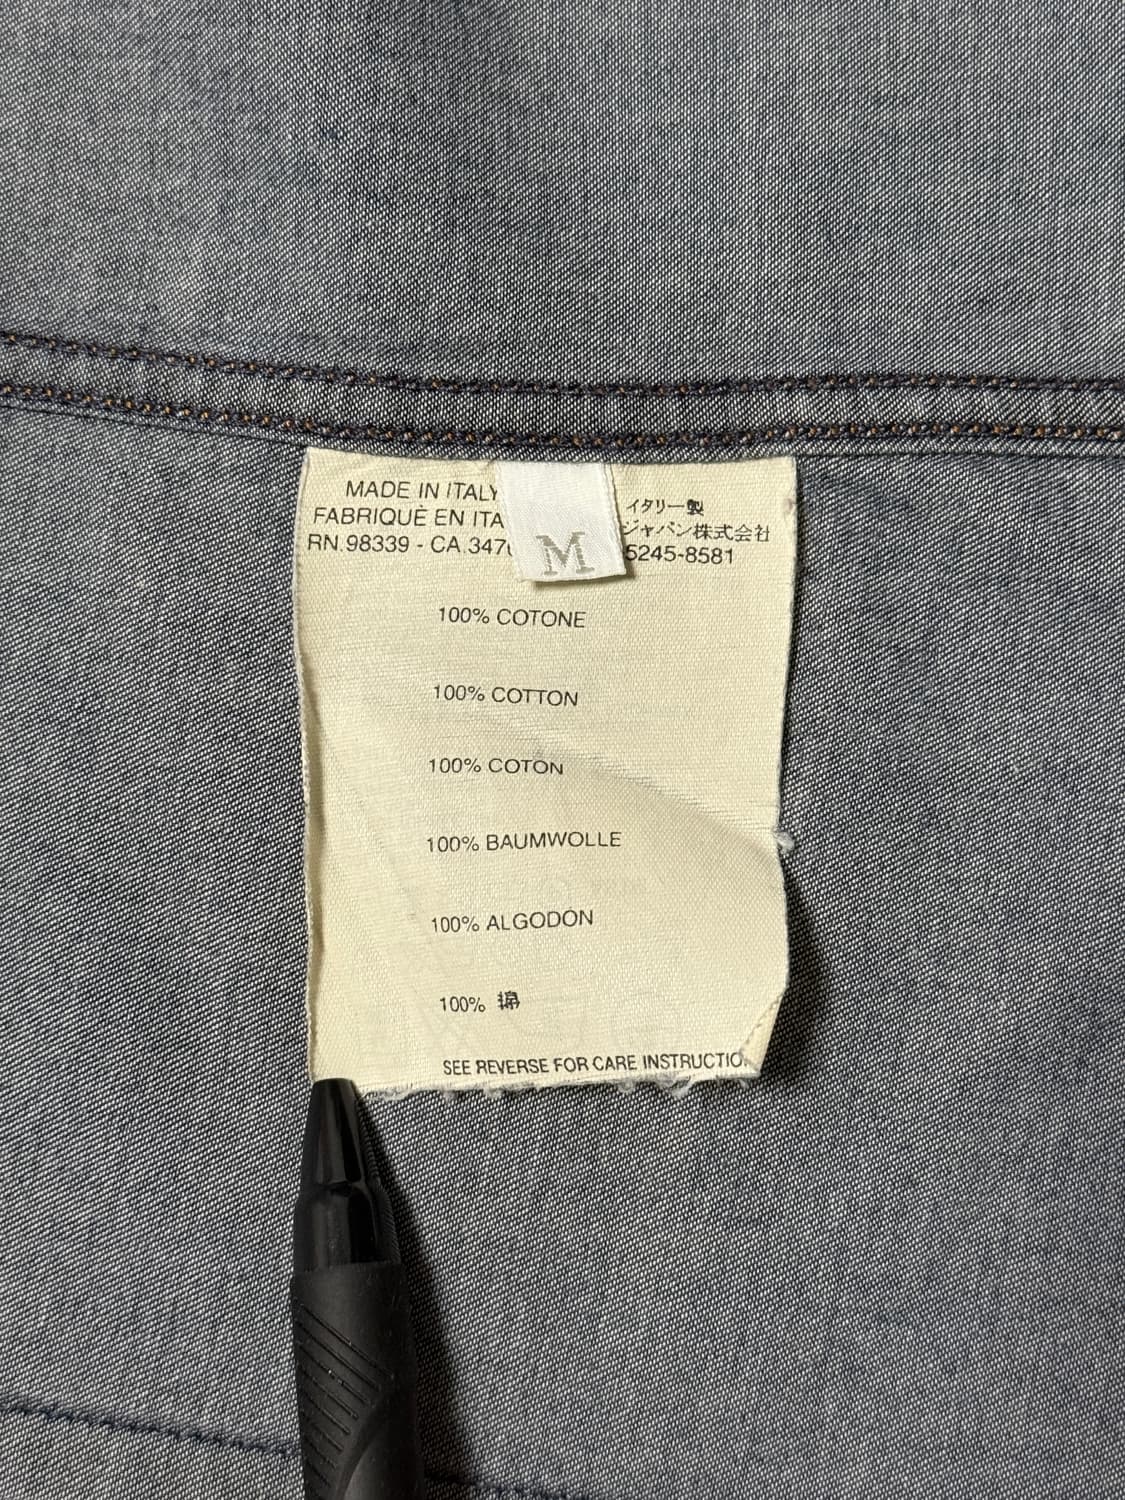 MADE IN ITALY
FABRIQUÈ EN ITA
RN.98339 - CA.347
イタリー製
ジャパン株式会社
5245-8581
M
100% COTONE
100% COTTON
100% COTON
100% BAUMWOLLE
100% ALGODÓN
100% 綿
SEE REVERSE FOR CARE INSTRUCTIO